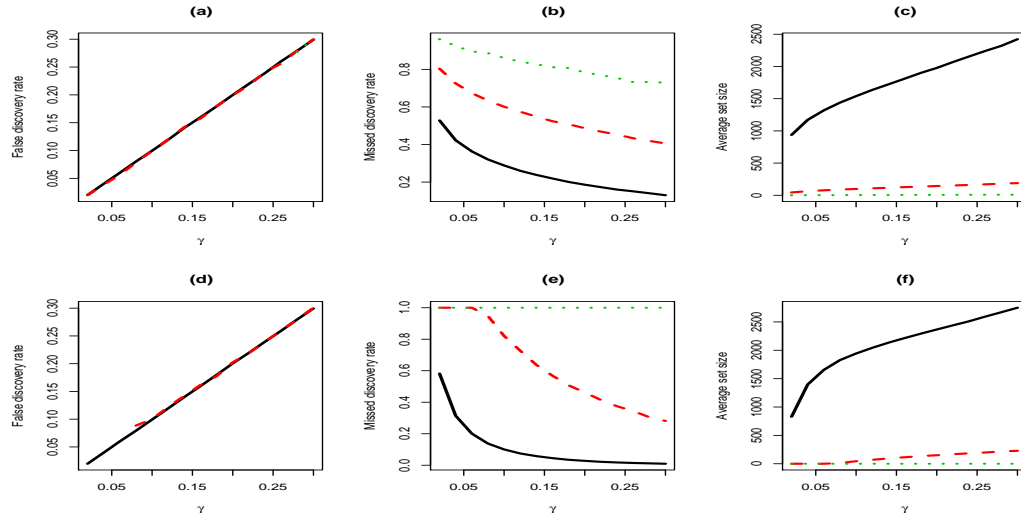 (a)
False discovery rate
0.05 0.10 0.15 0.20 0.25 0.30
0.05 0.15 0.25
γ
(b)
Missed discovery rate
0.2 0.4 0.6 0.8
0.05 0.15 0.25
γ
(c)
Average set size
0 500 1000 1500 2000 2500
0.05 0.15 0.25
γ
(d)
False discovery rate
0.05 0.10 0.15 0.20 0.25 0.30
0.05 0.15 0.25
γ
(e)
Missed discovery rate
0.0 0.2 0.4 0.6 0.8 1.0
0.05 0.15 0.25
γ
(f)
Average set size
0 500 1000 1500 2000 2500
0.05 0.15 0.25
γ